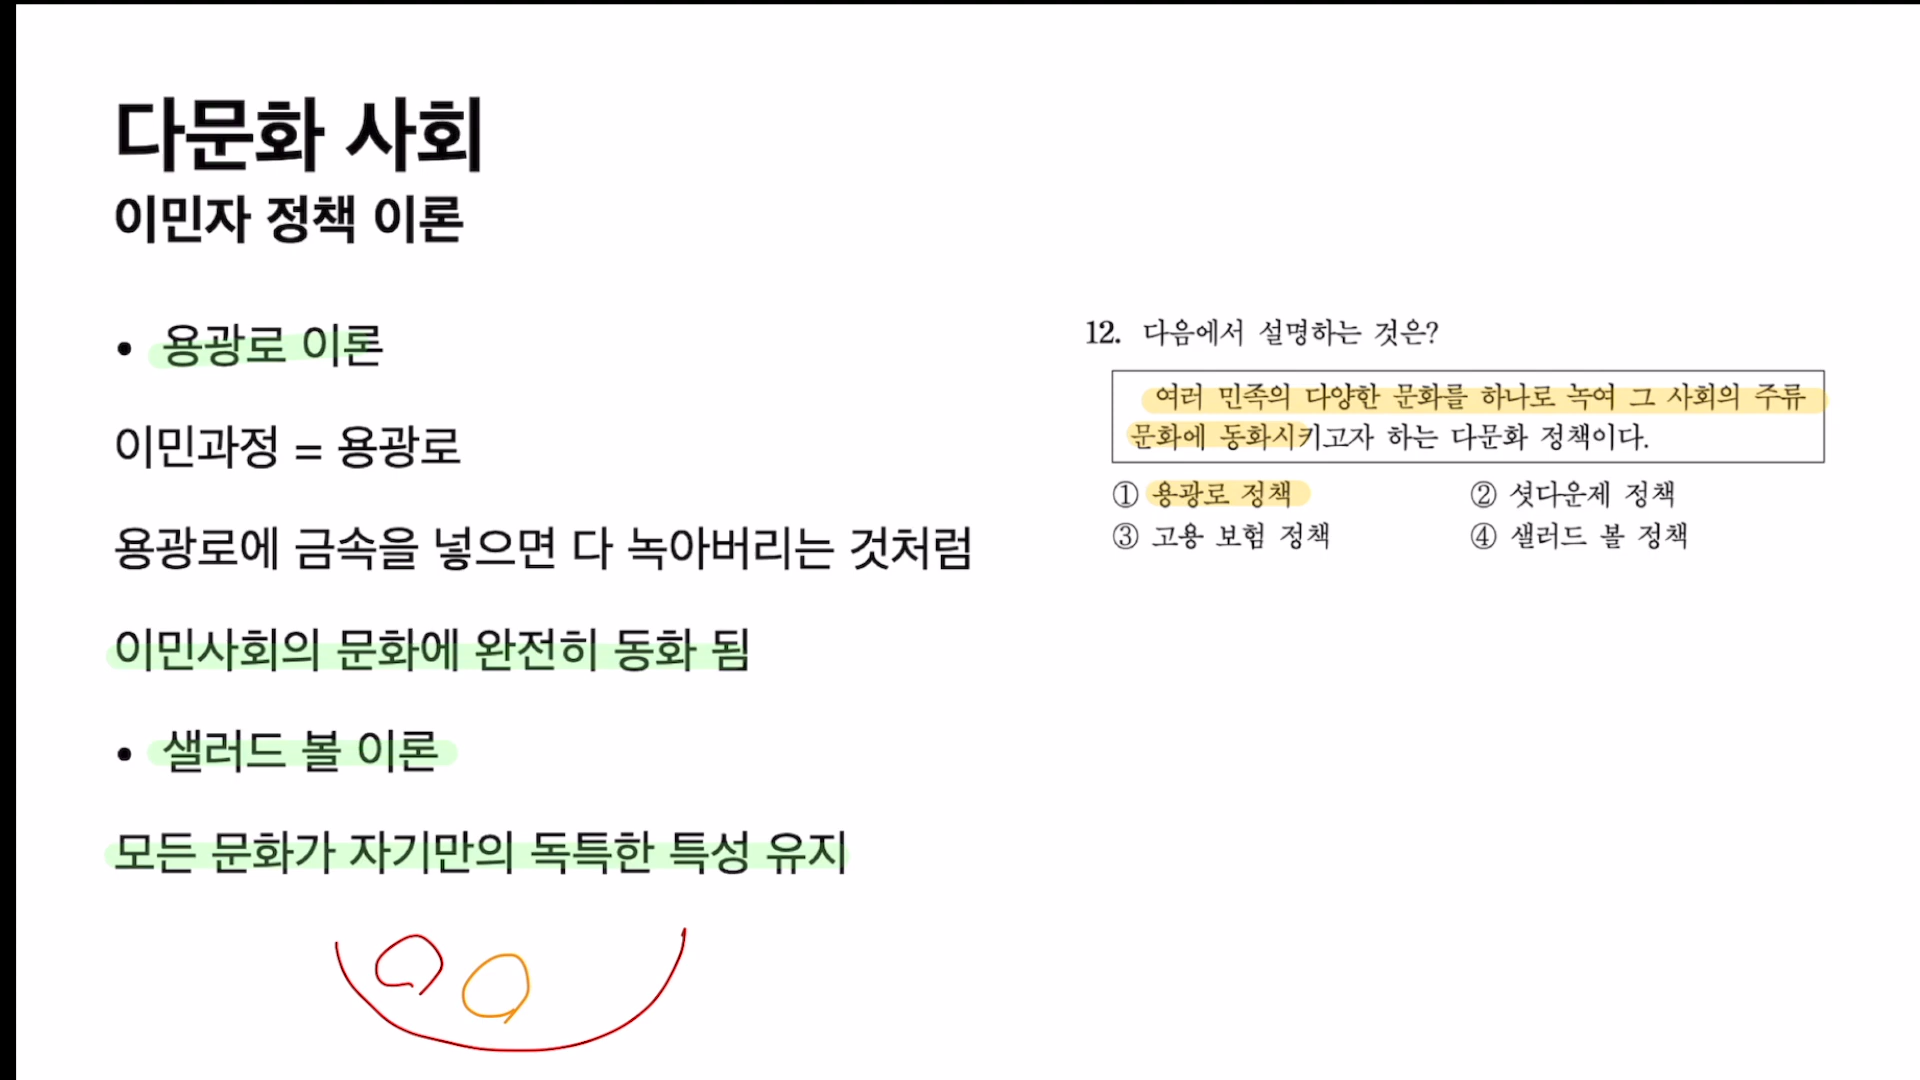 다문화 사회
이민자 정책 이론
• 용광로 이론
이민과정 = 용광로
용광로에 금속을 넣으면 다 녹아버리는 것처럼
이민사회의 문화에 완전히 동화 됨
• 샐러드 볼 이론
모든 문화가 자기만의 독특한 특성 유지
12. 다음에서 설명하는 것은?
여러 민족의 다양한 문화를 하나로 녹여 그 사회의 주류
문화에 동화시키고자 하는 다문화 정책이다.
① 용광로 정책 ② 셧다운제 정책
③ 고용 보험 정책 ④ 샐러드 볼 정책